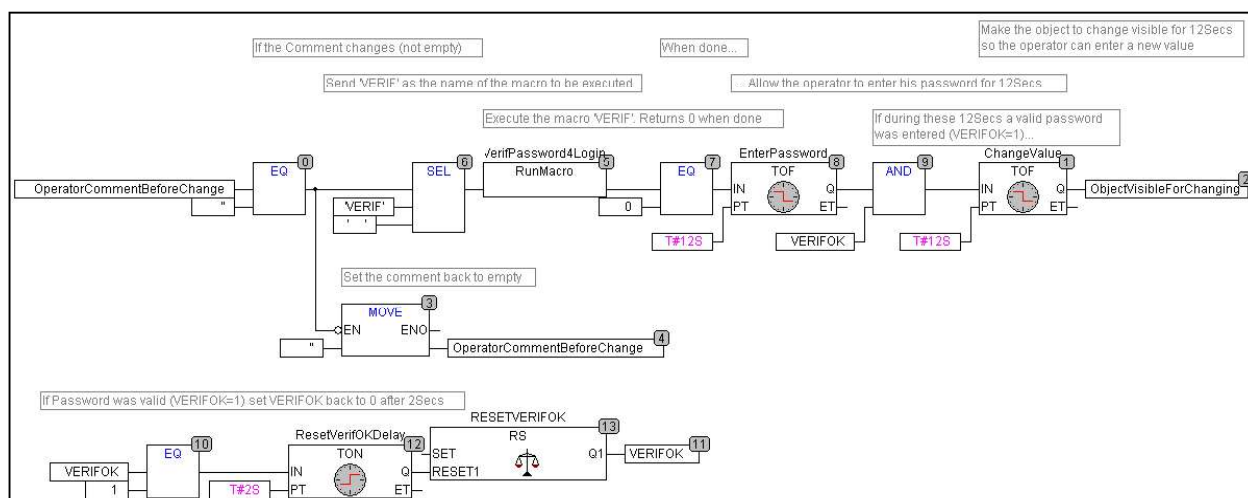 Make the object to change visible for 12Secs
so the operator can enter a new value
If the Comment changes (not empty)
When done...
Send 'VERIF' as the name of the macro to be executed
Allow the operator to enter his password for 12Secs
Execute the macro 'VERIF'. Returns 0 when done
If during these 12Secs a valid password
was entered (VERIFOK=1)...
VerifPassword4Login
EnterPassword
ChangeValue
0
6
5
7
8
9
1
2
EQ
SEL
RunMacro
EQ
TOF
AND
TOF
OperatorCommentBeforeChange
IN
Q
IN
Q
ObjectVisibleForChanging
''
'VERIF'
0
PT
ET
PT
ET
' '
T#12S
VERIFOK
T#12S
Set the comment back to empty
3
MOVE
EN
ENO
4
''
OperatorCommentBeforeChange
If Password was valid (VERIFOK=1) set VERIFOK back to 0 after 2Secs
RESETVERIFOK
10
ResetVerifOKDelay
12
13
11
EQ
TON
RS
SET
Q1
VERIFOK
VERIFOK
IN
Q
RESET1
1
T#2S
PT
ET